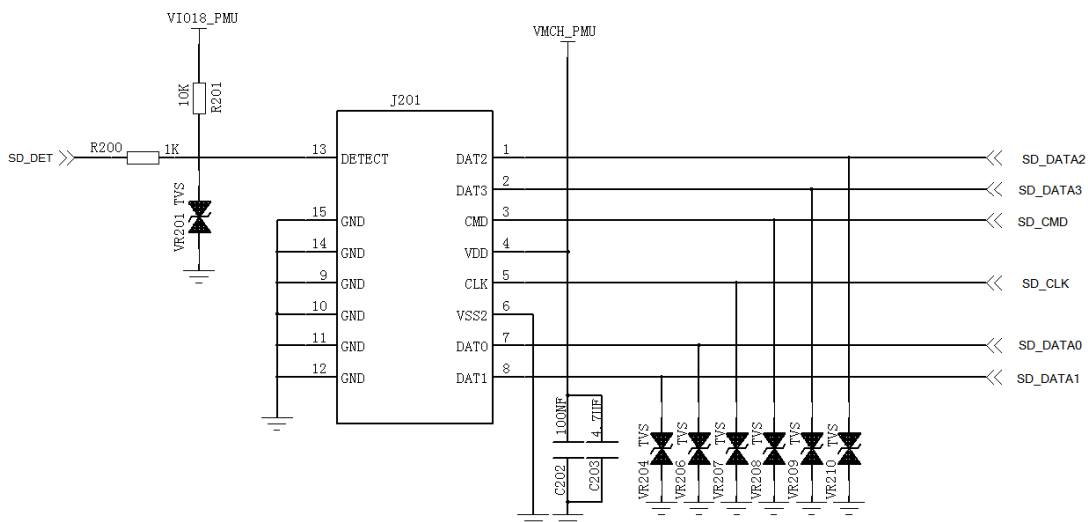 VIO18_PMU
VMCH_PMU
10K
R201
J201
SD_DET
R200
1K
13
DETECT
DAT2
1
SD_DATA2
DAT3
2
SD_DATA3
VR201 TVS
15
GND
CMD
3
SD_CMD
14
GND
VDD
4
9
GND
CLK
5
SD_CLK
10
GND
VSS2
6
11
GND
DAT0
7
SD_DATA0
12
GND
DAT1
8
SD_DATA1
C202
100NF
C203
4.7UF
VR204 TVS
VR206 TVS
VR207 TVS
VR208 TVS
VR209 TVS
VR210 TVS